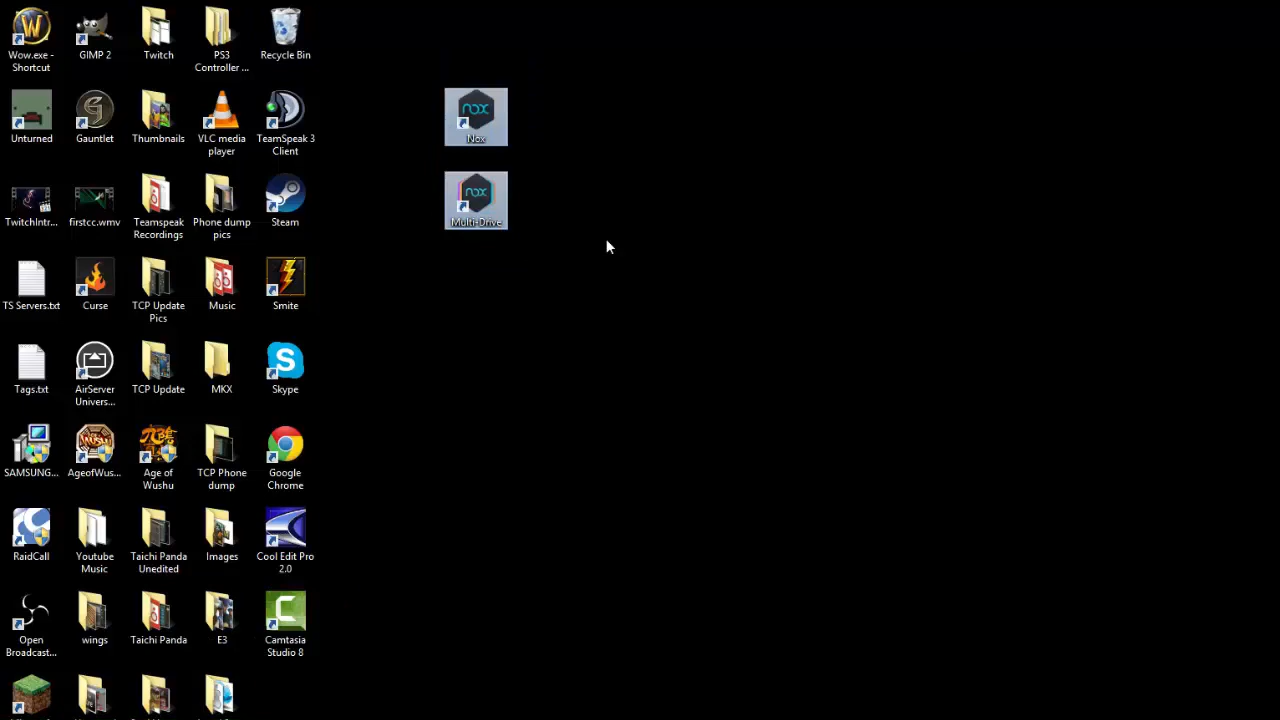 Wow.exe -
Shortcut
GIMP 2
Twitch
PS3
Controller ...
Recycle Bin
nox
Nox
Unturned
Gauntlet
Thumbnails
VLC media
player
TeamSpeak 3
Client
nox
Multi-Drive
TwitchIntr...
firstcc.wmv
Teamspeak
Recordings
Phone dump
pics
Steam
TS Servers.txt
Curse
TCP Update
Pics
Music
Smite
Tags.txt
AirServer
Univers...
TCP Update
MKX
Skype
SAMSUNG...
AgeofWus...
Age of
Wushu
TCP Phone
dump
Google
Chrome
RaidCall
Youtube
Music
Taichi Panda
Unedited
Images
Cool Edit Pro
2.0
Open
Broadcast...
wings
Taichi Panda
E3
Camtasia
Studio 8